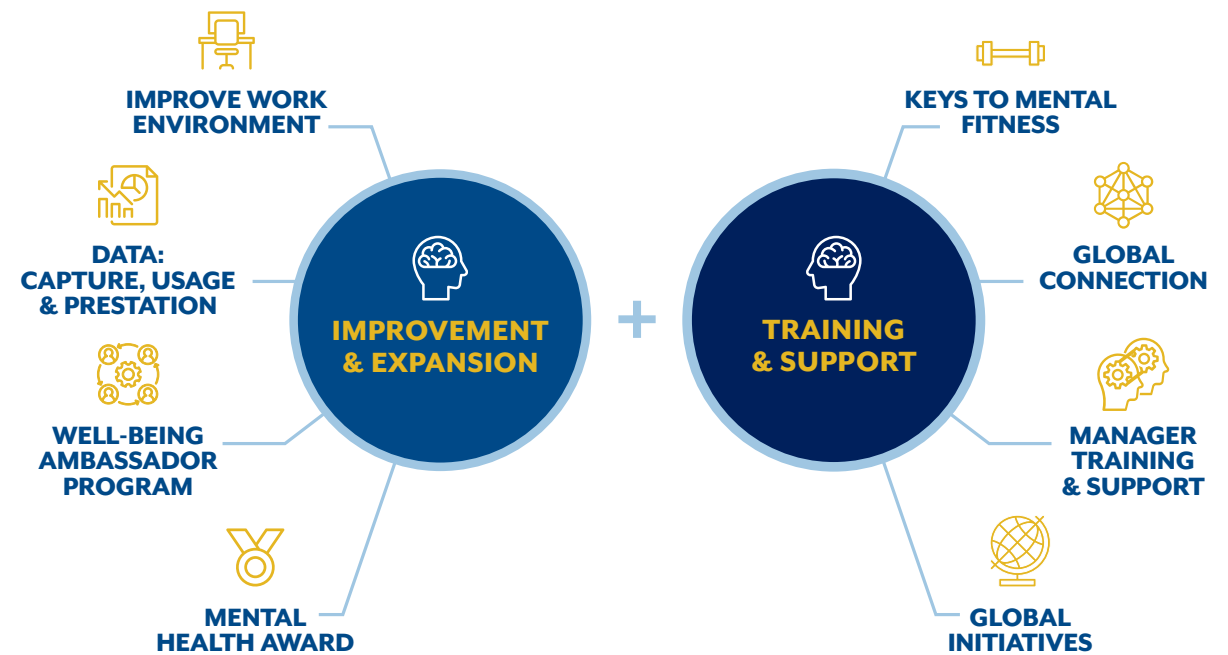 IMPROVE WORK
ENVIRONMENT
DATA:
CAPTURE, USAGE
& PRESTATION
WELL-BEING
AMBASSADOR
PROGRAM
MENTAL
HEALTH AWARD
IMPROVEMENT
& EXPANSION
+
TRAINING
& SUPPORT
KEYS TO MENTAL
FITNESS
GLOBAL
CONNECTION
MANAGER
TRAINING
& SUPPORT
GLOBAL
INITIATIVES